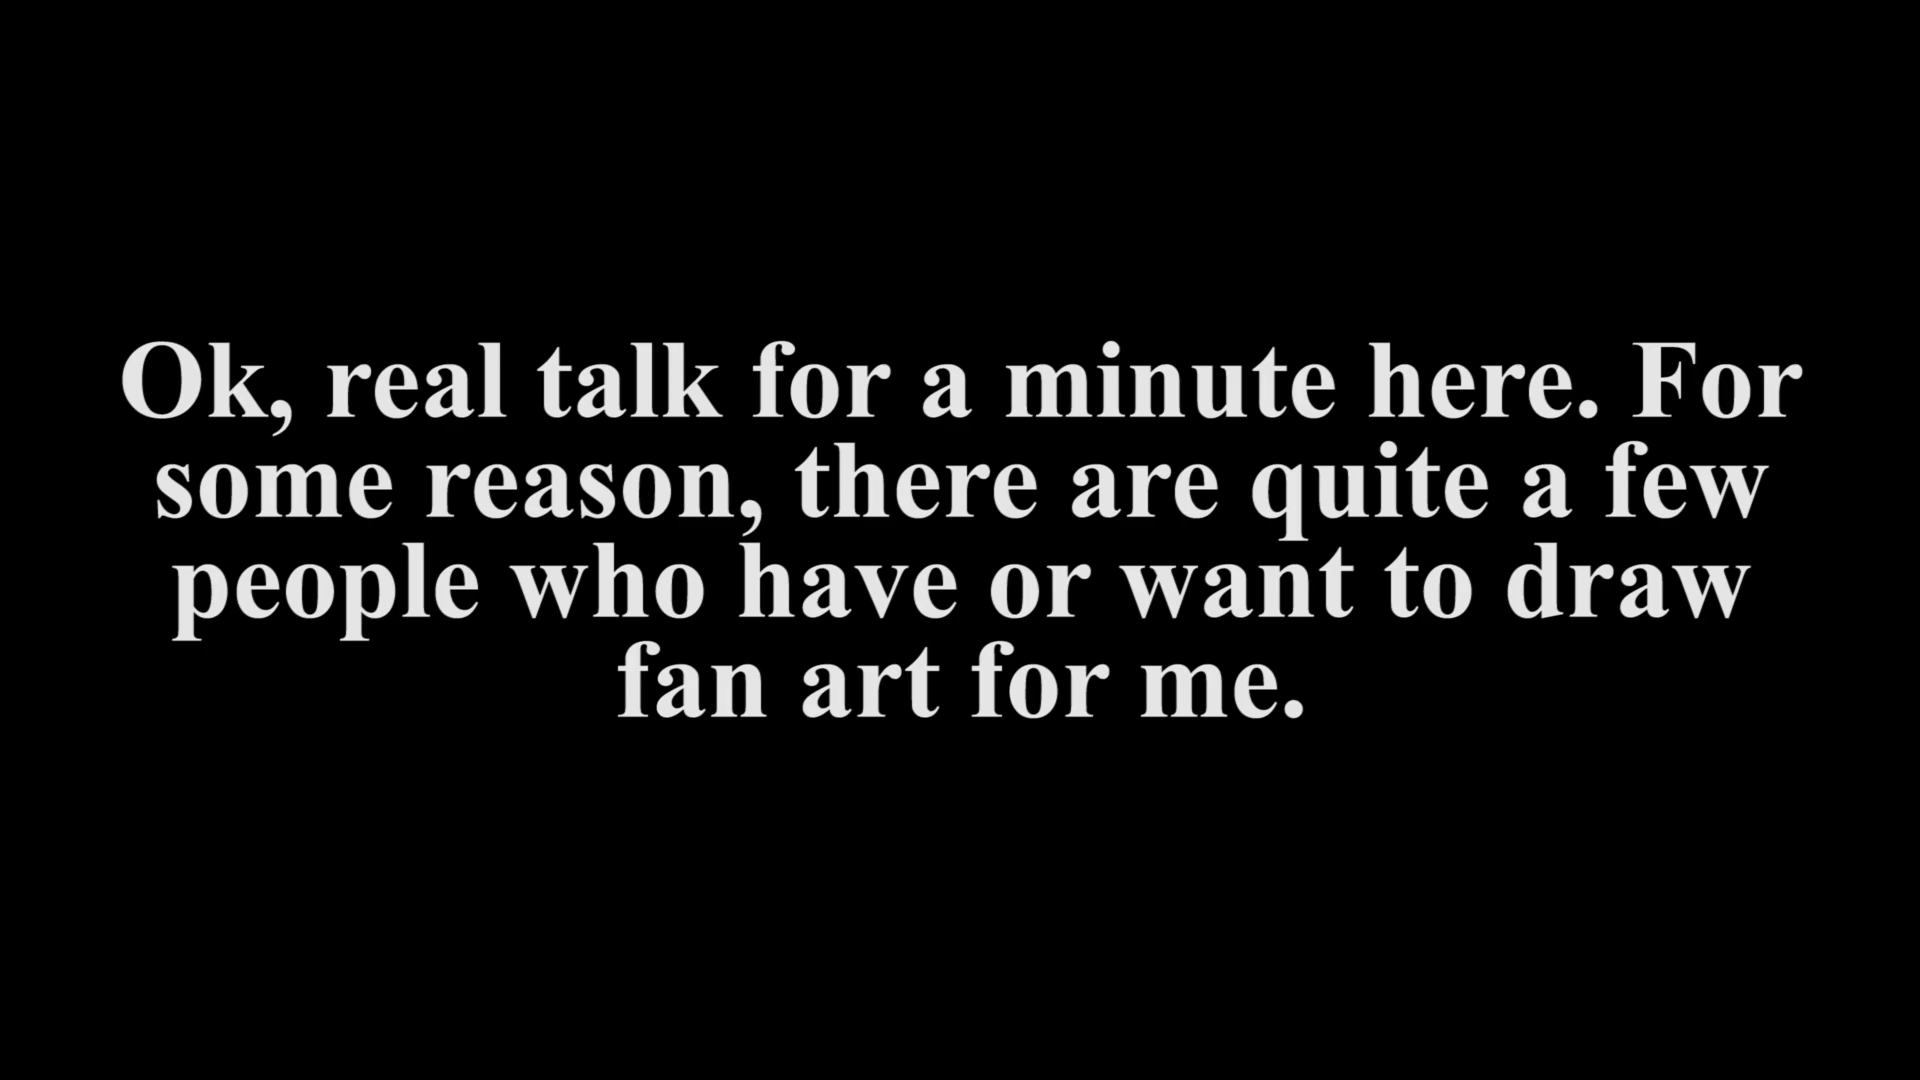 Ok, real talk for a minute here. For
some reason, there are quite a few
people who have or want to draw
fan art for me.